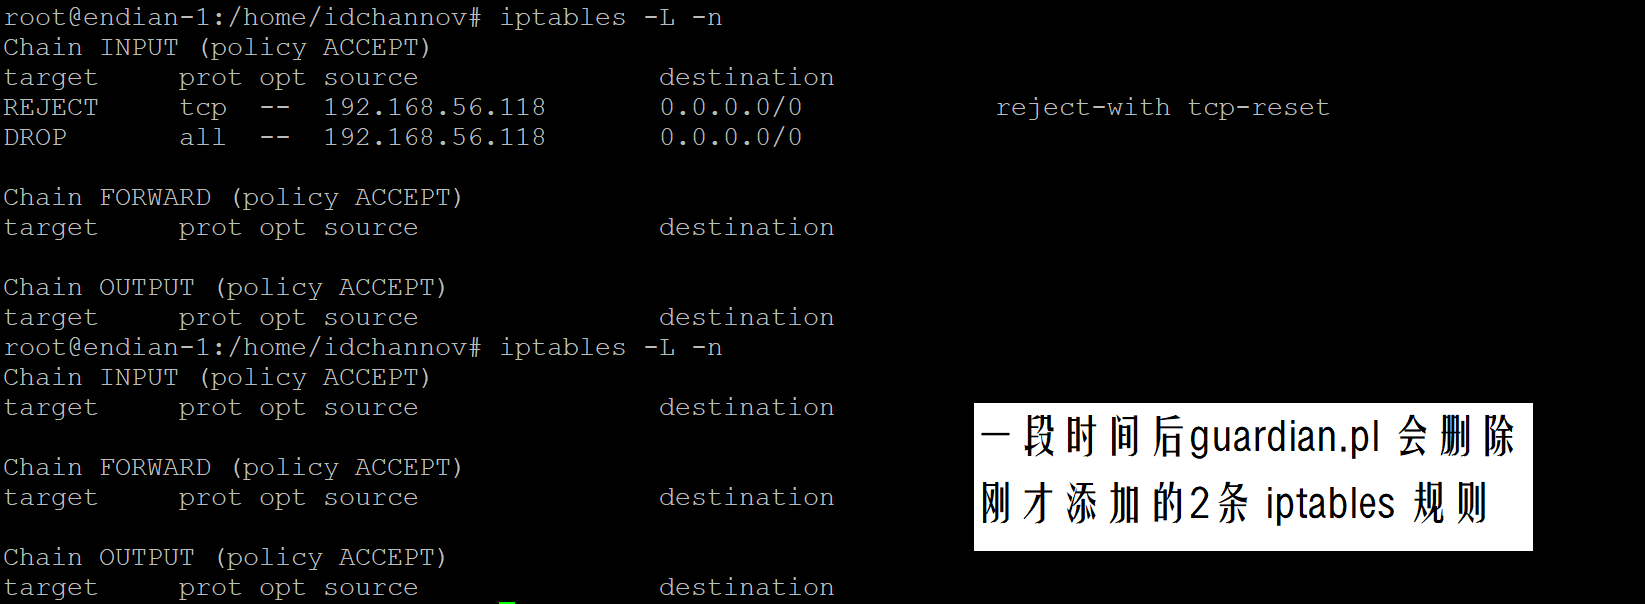 root@endian-1:/home/idchannov# iptables -L -n
Chain INPUT (policy ACCEPT)
target     prot opt source               destination
REJECT     tcp  --  192.168.56.118       0.0.0.0/0            reject-with tcp-reset
DROP       all  --  192.168.56.118       0.0.0.0/0

Chain FORWARD (policy ACCEPT)
target     prot opt source               destination

Chain OUTPUT (policy ACCEPT)
target     prot opt source               destination
root@endian-1:/home/idchannov# iptables -L -n
Chain INPUT (policy ACCEPT)
target     prot opt source               destination

Chain FORWARD (policy ACCEPT)
target     prot opt source               destination

Chain OUTPUT (policy ACCEPT)
target     prot opt source               destination
一段时间后guardian.pl 会删除
刚才添加的2条 iptables 规则